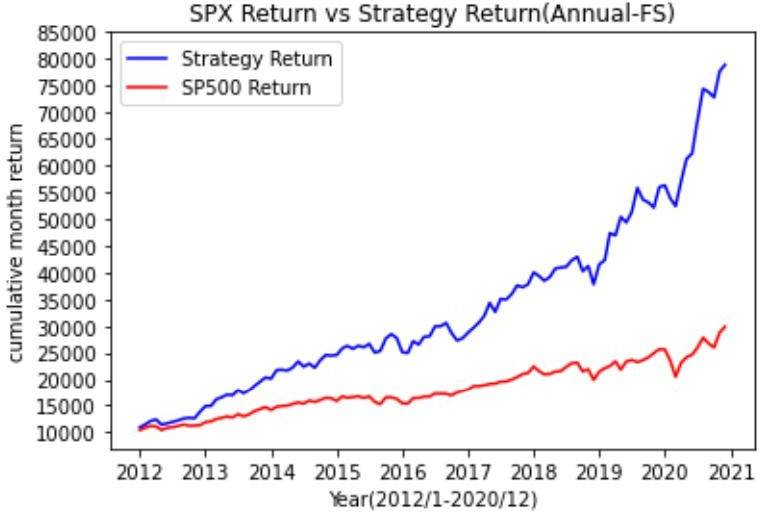 SPX Return vs Strategy Return(Annual-FS)
85000
80000
75000
70000
65000
60000
55000
50000
45000
40000
35000
30000
25000
20000
15000
10000
cumulative month return
Strategy Return
SP500 Return
2012 2013 2014 2015 2016 2017 2018 2019 2020 2021
Year(2012/1-2020/12)